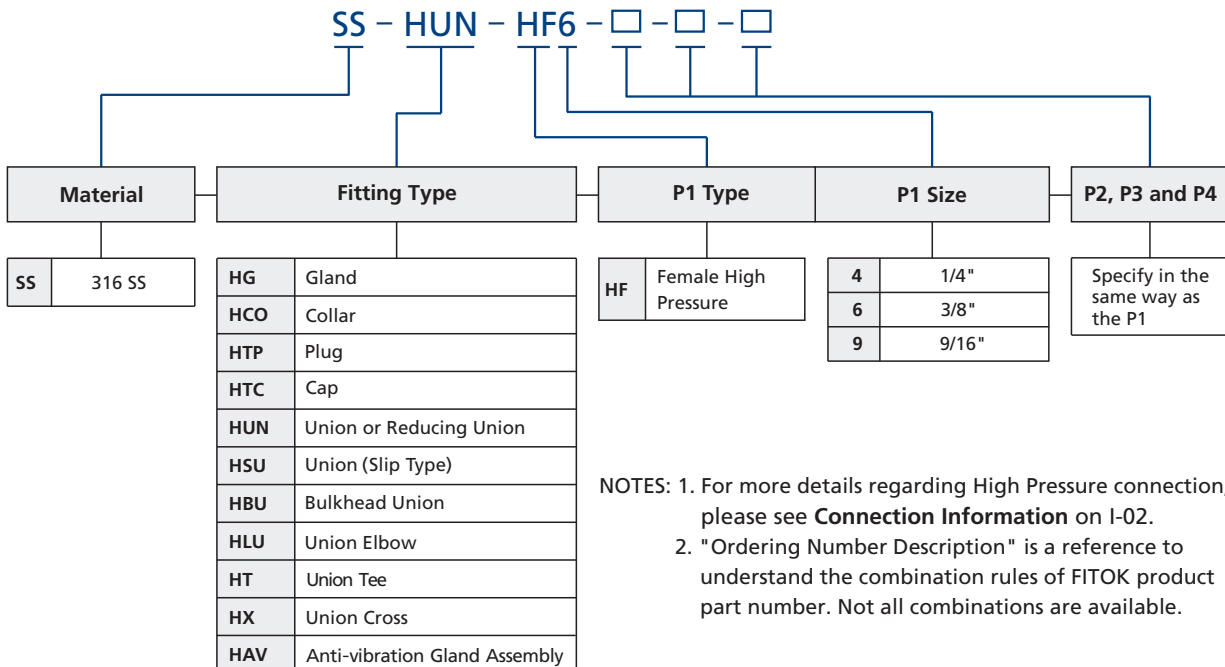 SS – HUN – HF6 – □ – □ – □
Material
Fitting Type
P1 Type
P1 Size
P2, P3 and P4
SS 316 SS
HG Gland
HCO Collar
HTP Plug
HTC Cap
HUN Union or Reducing Union
HSU Union (Slip Type)
HBU Bulkhead Union
HLU Union Elbow
HT Union Tee
HX Union Cross
HAV Anti-vibration Gland Assembly
HF Female High
Pressure
4 1/4"
6 3/8"
9 9/16"
Specify in the
same way as
the P1
NOTES: 1. For more details regarding High Pressure connection,
please see Connection Information on I-02.
2. "Ordering Number Description" is a reference to
understand the combination rules of FITOK product
part number. Not all combinations are available.